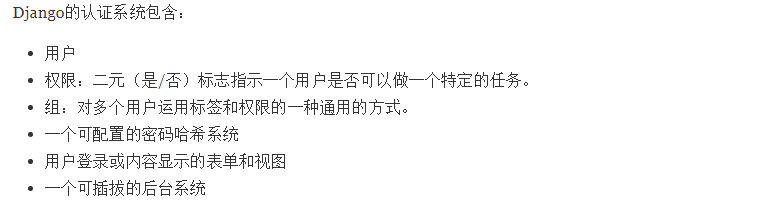 Django的认证系统包含：
• 用户
• 权限：二元（是/否）标志指示一个用户是否可以做一个特定的任务。
• 组：对多个用户运用标签和权限的一种通用的方式。
• 一个可配置的密码哈希系统
• 用户登录或内容显示的表单和视图
• 一个可插拔的后台系统